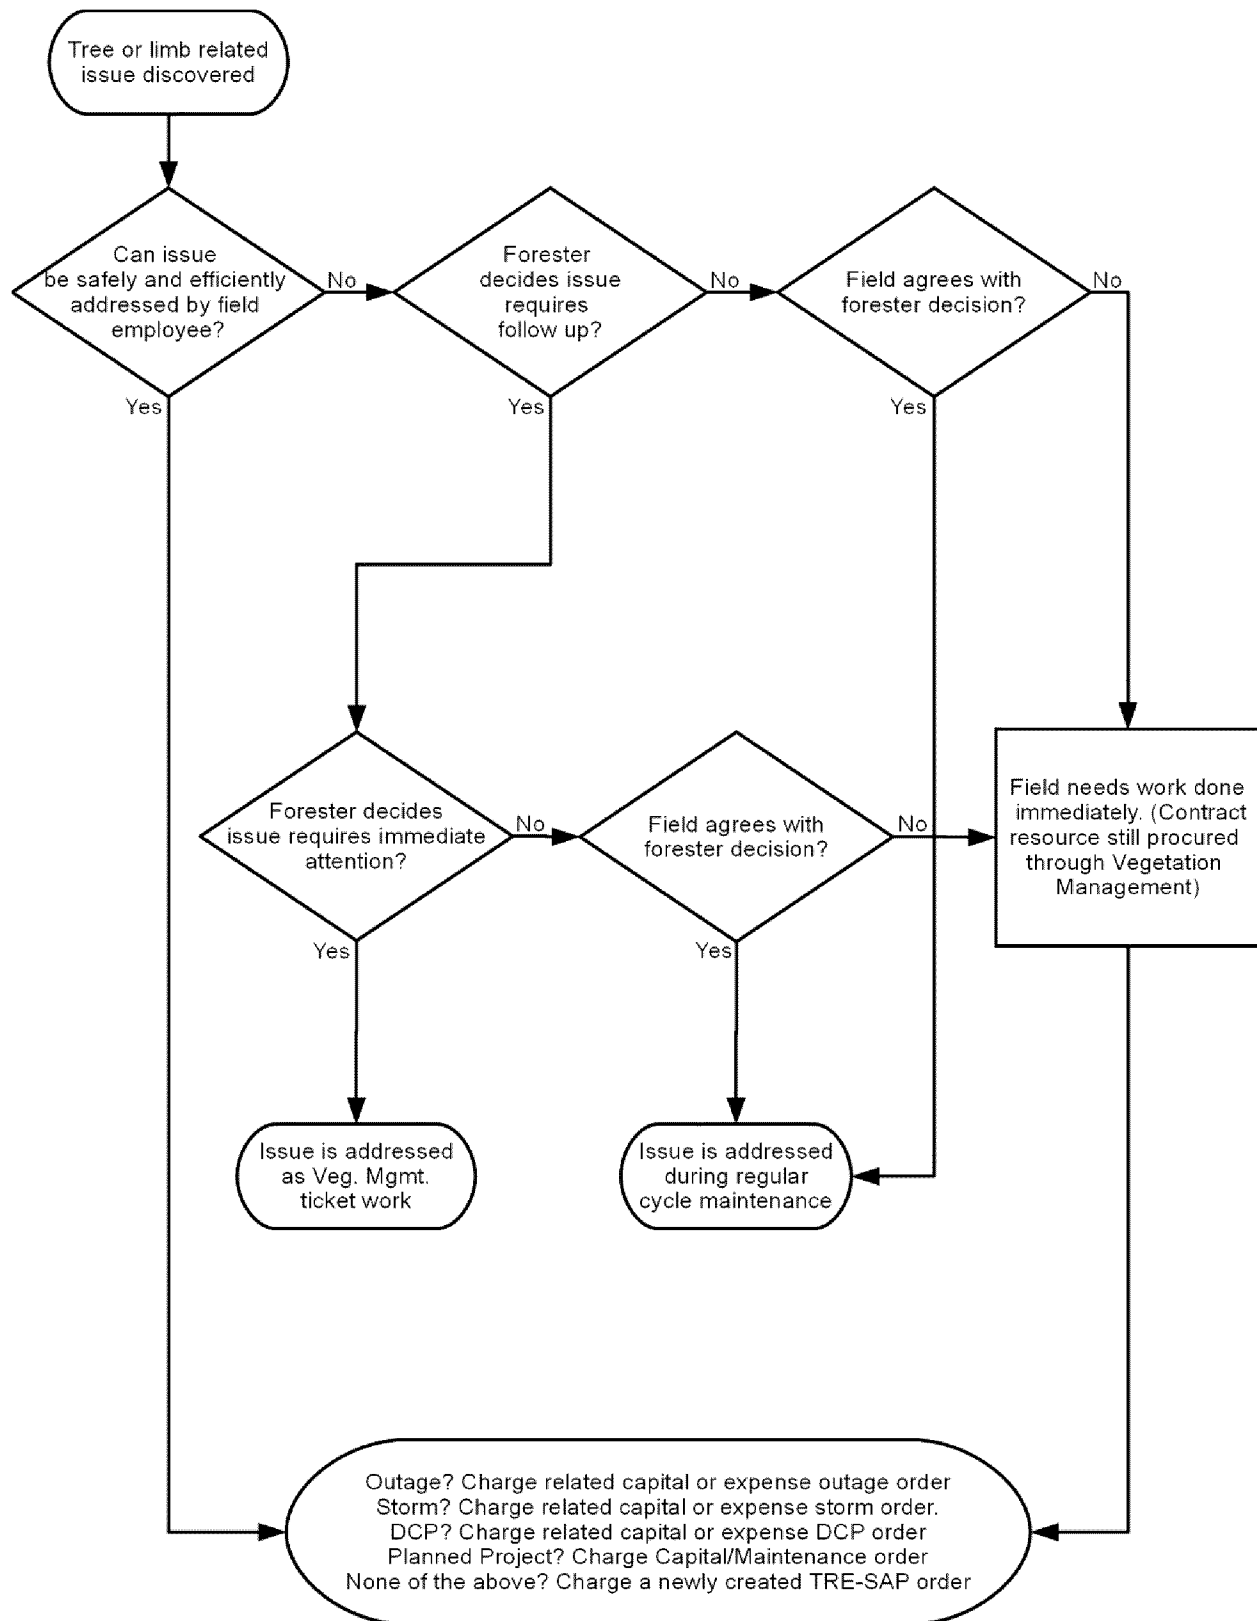 Tree or limb related
issue discovered
Can issue
be safely and efficiently
addressed by field
employee?
No
Forester
decides issue
requires
follow up?
No
Field agrees with
forester decision?
No
Yes
Yes
Yes
Forester decides
issue requires immediate
attention?
No
Field agrees with
forester decision?
No
Field needs work done
immediately. (Contract
resource still procured
through Vegetation
Management)
Yes
Yes
Issue is addressed
as Veg. Mgmt.
ticket work
Issue is addressed
during regular
cycle maintenance
Outage? Charge related capital or expense outage order
Storm? Charge related capital or expense storm order.
DCP? Charge related capital or expense DCP order
Planned Project? Charge Capital/Maintenance order
None of the above? Charge a newly created TRE-SAP order